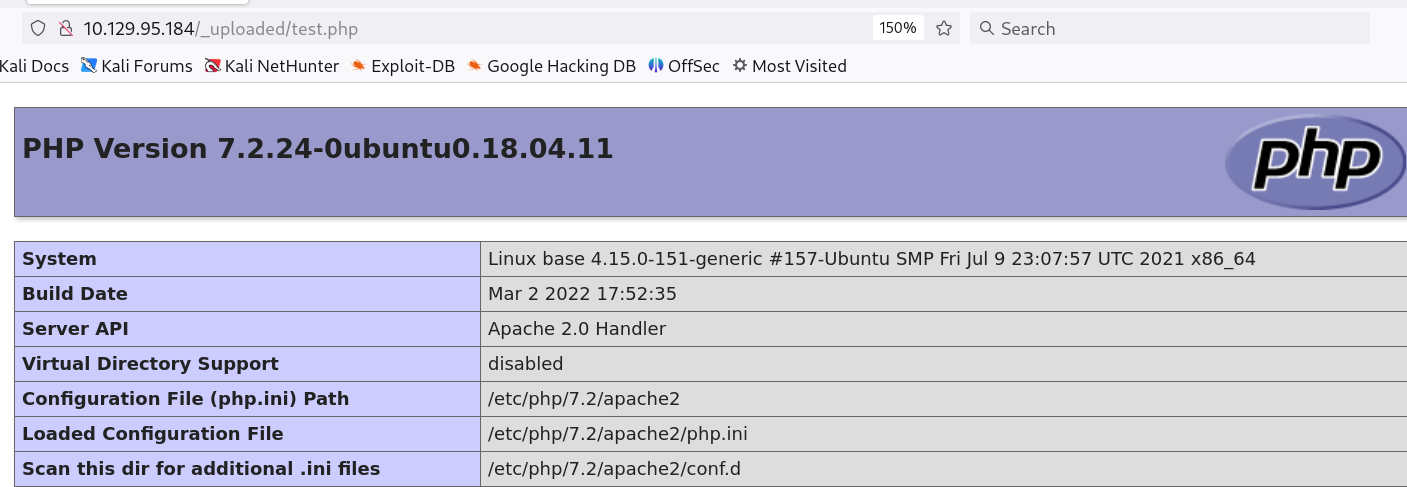 10.129.95.184/_uploaded/test.php 150% Search
Kali Docs Kali Forums Kali NetHunter Exploit-DB Google Hacking DB OffSec Most Visited
PHP Version 7.2.24-0ubuntu0.18.04.11 php
System Linux base 4.15.0-151-generic #157-Ubuntu SMP Fri Jul 9 23:07:57 UTC 2021 x86_64
Build Date Mar 2 2022 17:52:35
Server API Apache 2.0 Handler
Virtual Directory Support disabled
Configuration File (php.ini) Path /etc/php/7.2/apache2
Loaded Configuration File /etc/php/7.2/apache2/php.ini
Scan this dir for additional .ini files /etc/php/7.2/apache2/conf.d